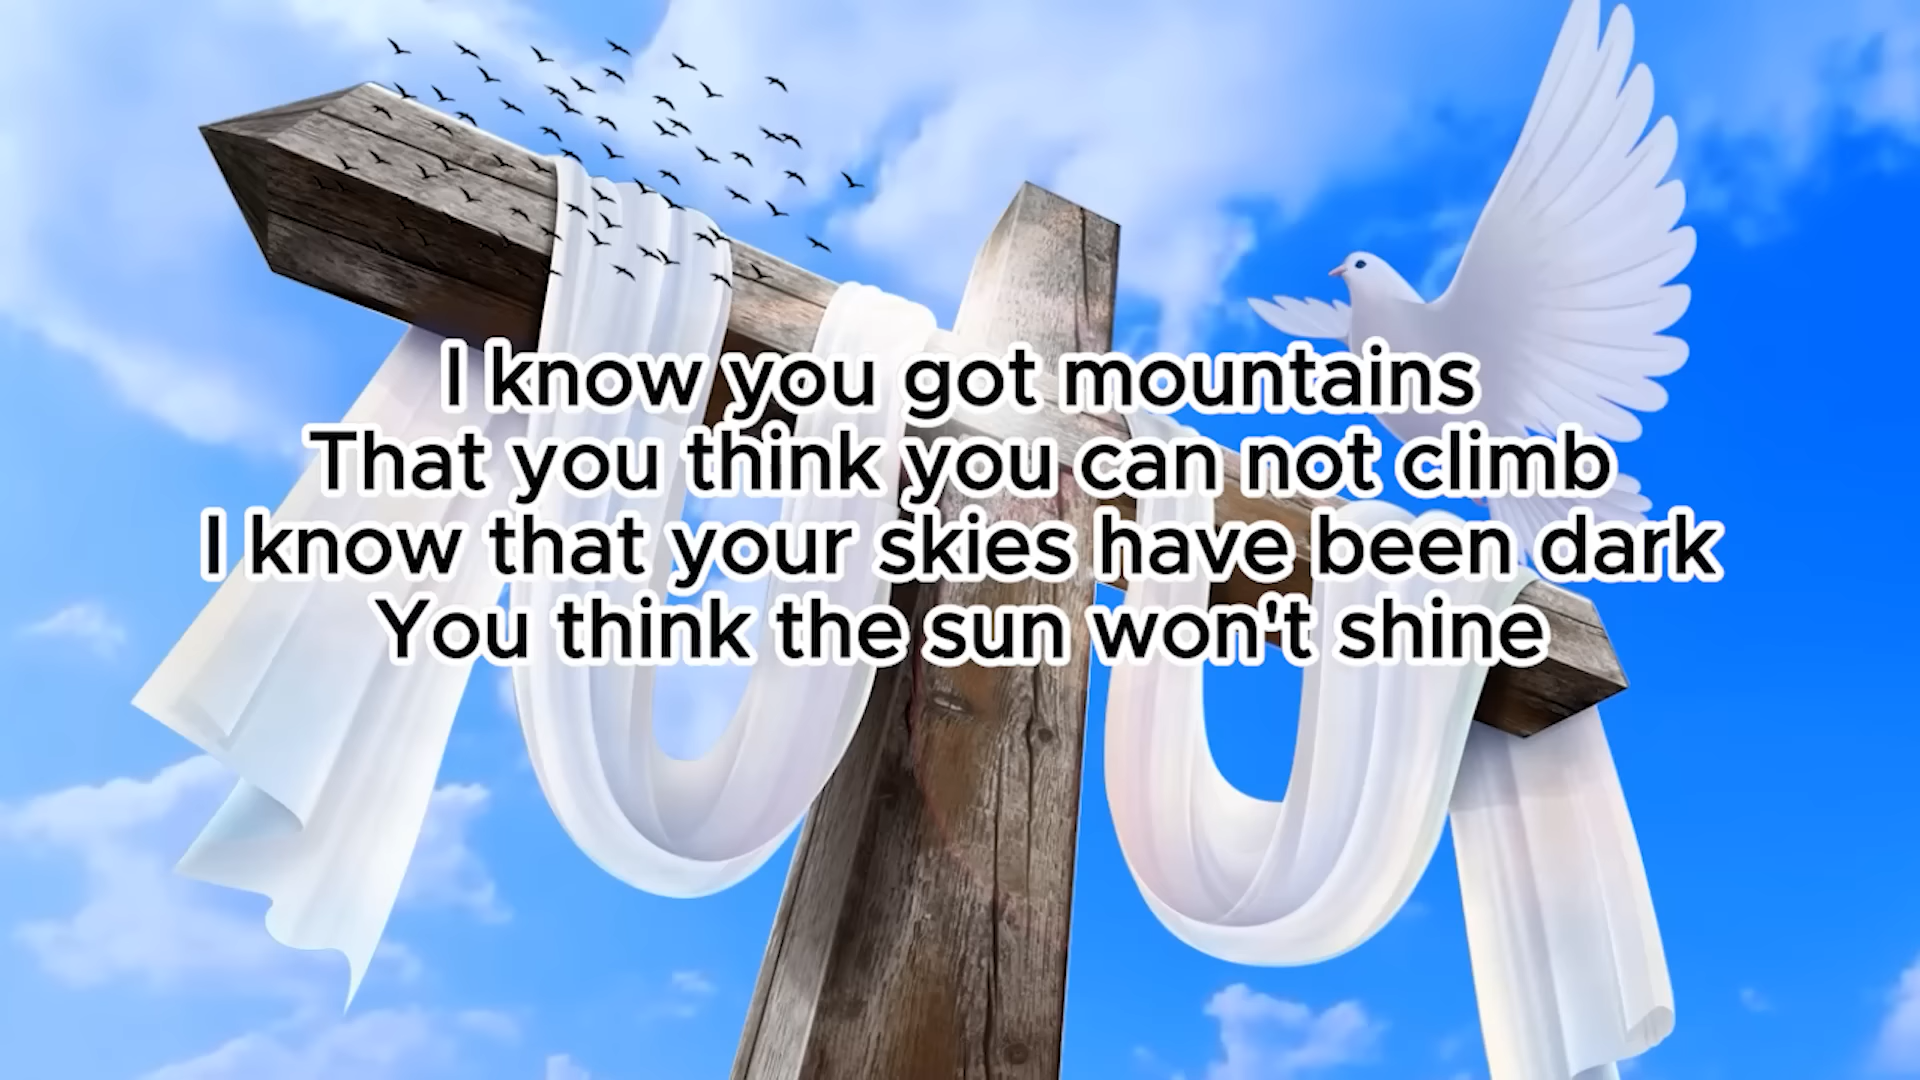 I know you got mountains
That you think you can not climb
I know that your skies have been dark
You think the sun won't shine